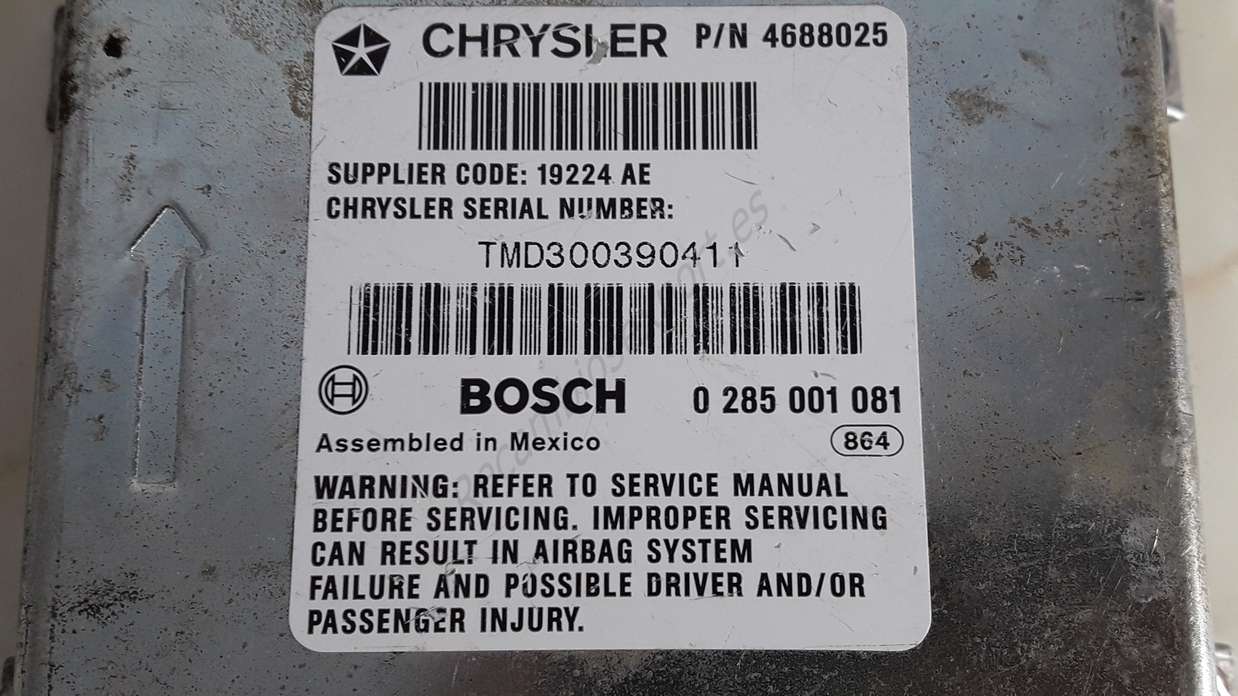 CHRYSLER P/N 4688025
SUPPLIER CODE: 19224 AE
CHRYSLER SERIAL NUMBER:
TMD300390411
BOSCH 0 285 001 081
Assembled in Mexico 864
WARNING: REFER TO SERVICE MANUAL
BEFORE SERVICING. IMPROPER SERVICING
CAN RESULT IN AIRBAG SYSTEM
FAILURE AND POSSIBLE DRIVER AND/OR
PASSENGER INJURY.